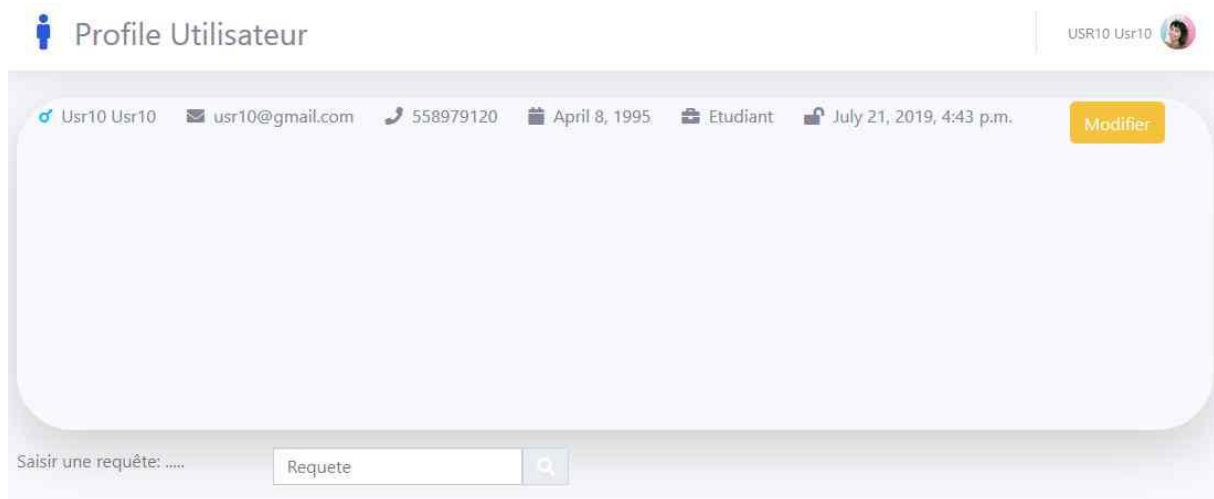 Profile Utilisateur
USR10 Usr10
Usr10 Usr10 usr10@gmail.com 558979120 April 8, 1995 Etudiant July 21, 2019, 4:43 p.m. Modifier
Saisir une requête: ..... Requete